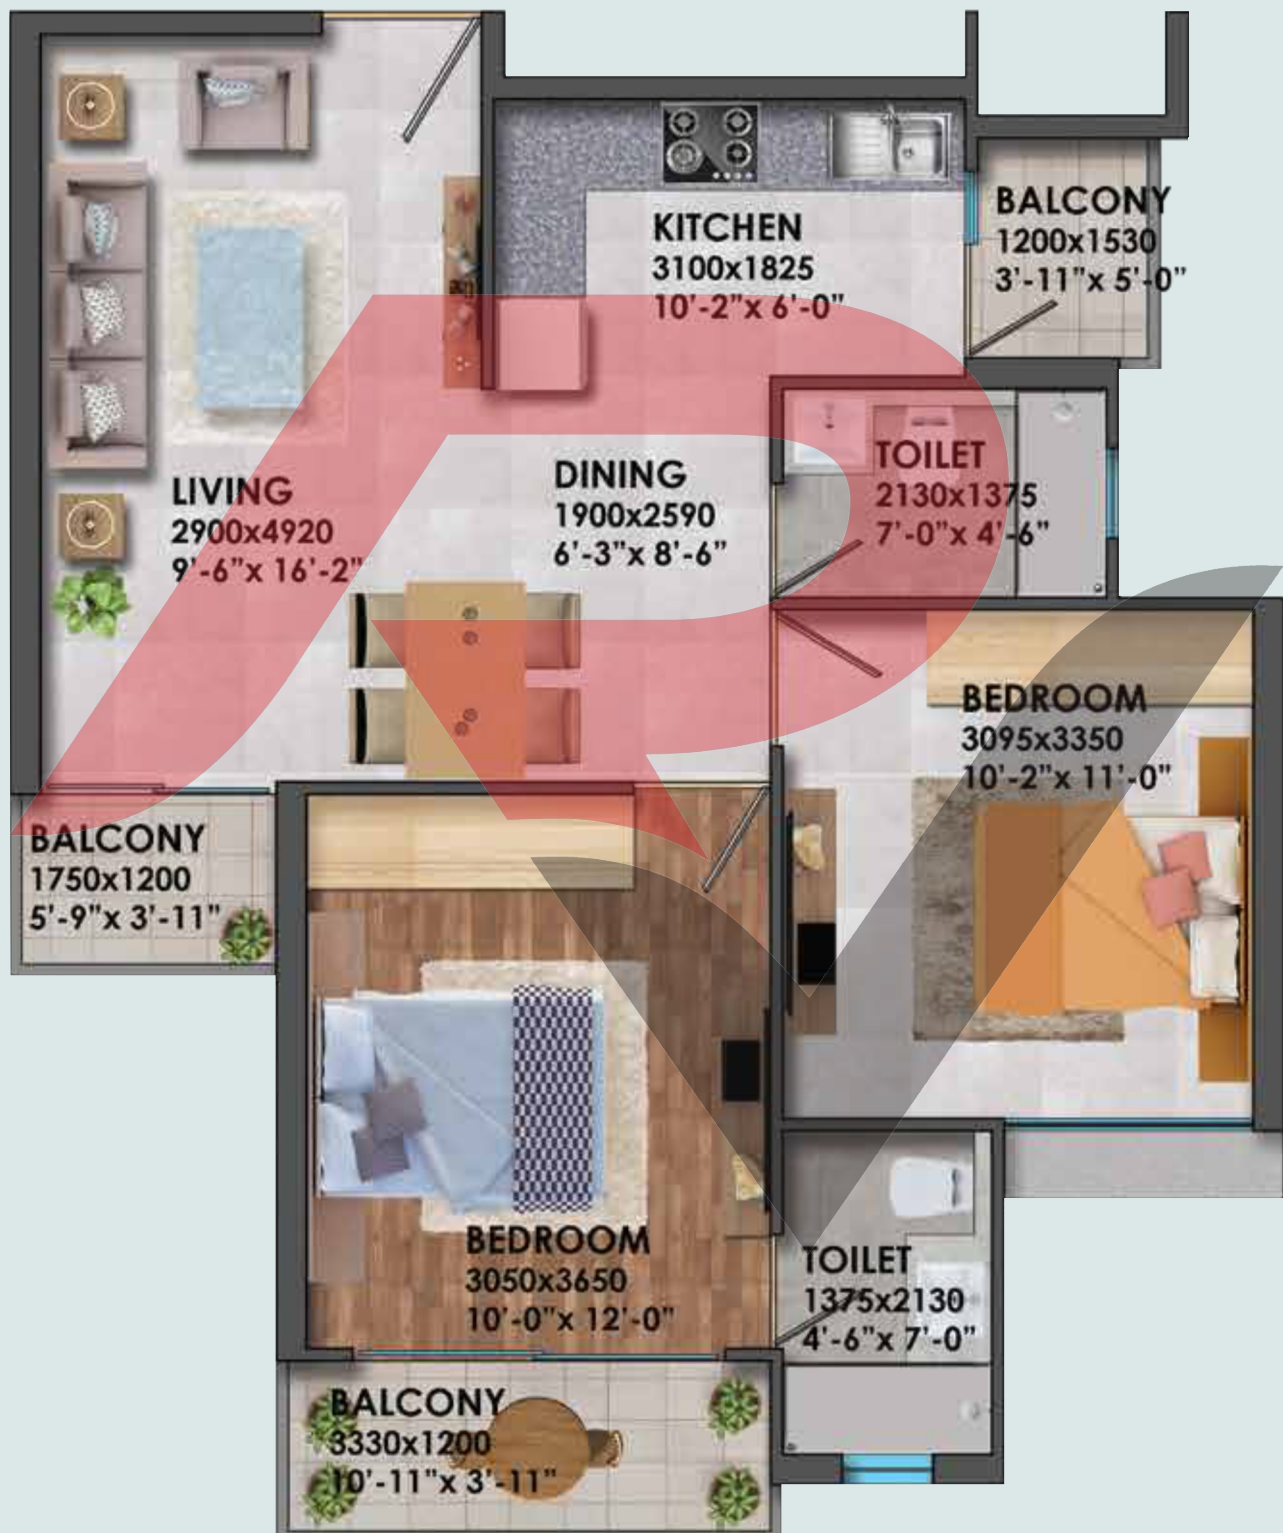 KITCHEN
3100x1825
10'-2"x 6'-0"
BALCONY
1200x1530
3'-11"x 5'-0"
LIVING
2900x4920
9'-6"x 16'-2"
DINING
1900x2590
6'-3"x 8'-6"
TOILET
2130x1375
7'-0"x 4'-6"
BEDROOM
3095x3350
10'-2"x 11'-0"
BALCONY
1750x1200
5'-9"x 3'-11"
BEDROOM
3050x3650
10'-0"x 12'-0"
TOILET
1375x2130
4'-6"x 7'-0"
BALCONY
3330x1200
10'-11"x 3'-11"